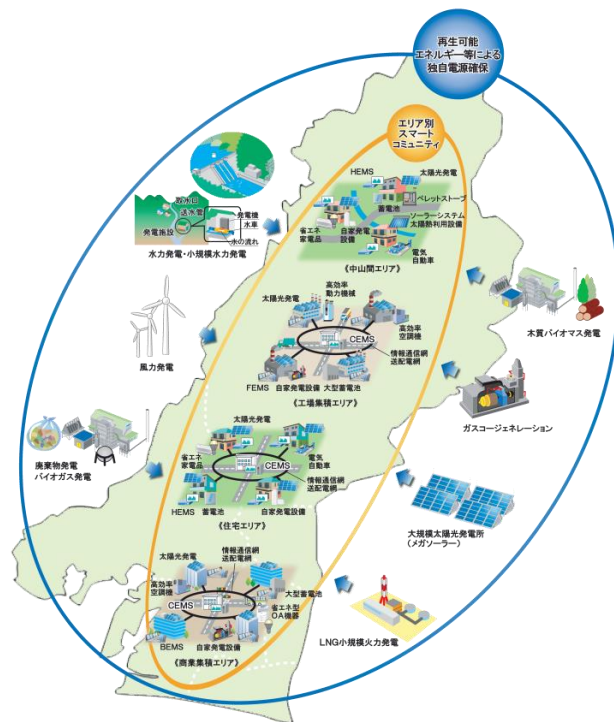 再生可能
エネルギー等による
独自電源確保
エリア別
スマート
コミュニティ
HEMS
太陽光発電
ペレットストーブ
蓄電池
ソーラーシステム
太陽熱利用設備
省エネ
家電品
自家発電
設備
電気
自動車
《中山間エリア》
取水口
送水管
発電機
水車
発電施設
水の流れ
水力発電・小規模水力発電
風力発電
太陽光発電
高効率
動力機械
高効率
空調機
CEMS
情報通信網
送配電網
FEMS
自家発電設備
大型蓄電池
《工場集積エリア》
木質バイオマス発電
ガスコージェネレーション
太陽光発電
省エネ
家電品
電気
自動車
CEMS
情報通信網
送配電網
HEMS
蓄電池
自家発電設備
《住宅エリア》
廃棄物発電
バイオガス発電
大規模太陽光発電所
（メガソーラー）
太陽光発電
情報通信網
送配電網
高効率
空調機
大型蓄電池
CEMS
省エネ型
OA機器
BEMS
自家発電設備
《商業集積エリア》
LNG小規模火力発電